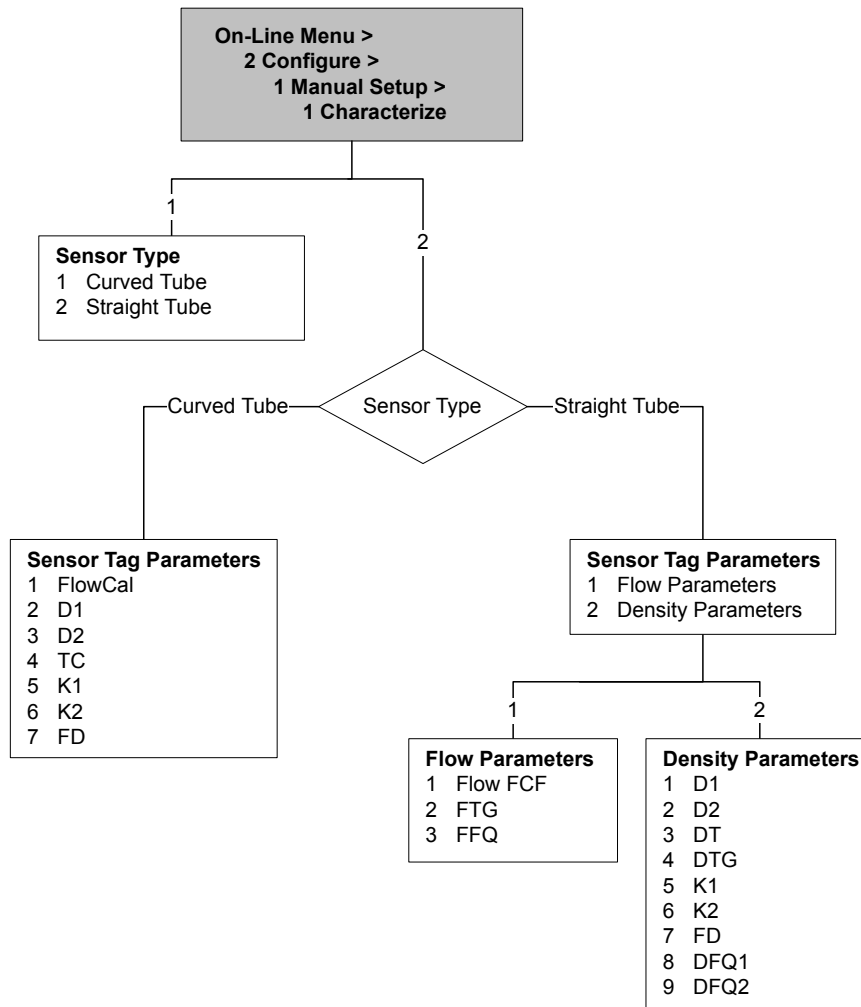 On-Line Menu >
2 Configure >
1 Manual Setup >
1 Characterize
1
2
Sensor Type
1 Curved Tube
2 Straight Tube
Curved Tube
Sensor Type
Straight Tube
Sensor Tag Parameters
1 FlowCal
2 D1
3 D2
4 TC
5 K1
6 K2
7 FD
Sensor Tag Parameters
1 Flow Parameters
2 Density Parameters
1
2
Flow Parameters
1 Flow FCF
2 FTG
3 FFQ
Density Parameters
1 D1
2 D2
3 DT
4 DTG
5 K1
6 K2
7 FD
8 DFQ1
9 DFQ2